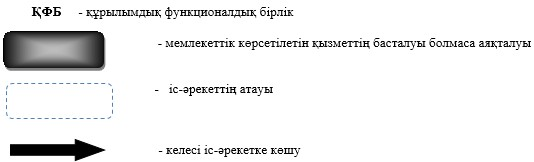 ҚФБ - құрылымдық функционалдық бірлік
- мемлекеттік көрсетілетін қызметтің басталуы болмаса аяқталуы
- іс-әрекеттің атауы
- келесі іс-әрекетке көшу